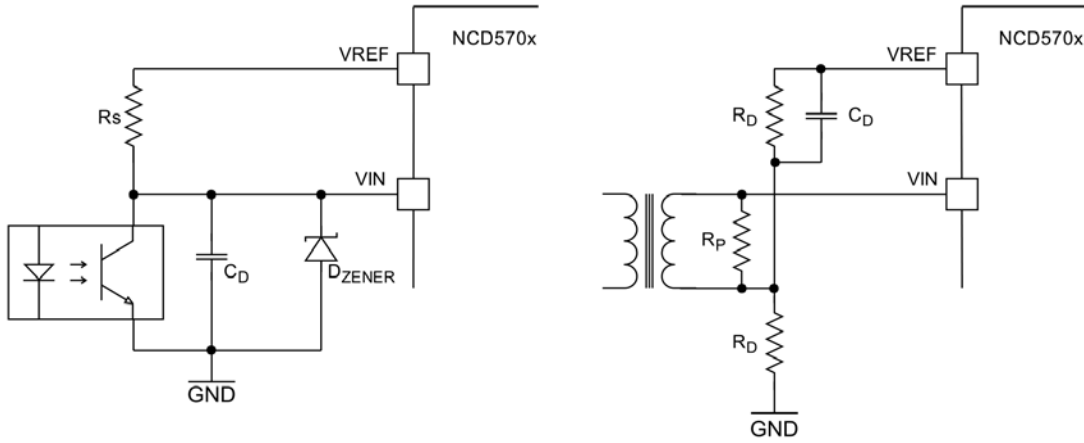 NCD570x
VREF
Rs
VIN
CD
DZENER
GND
NCD570x
VREF
RD
CD
VIN
RP
RD
GND